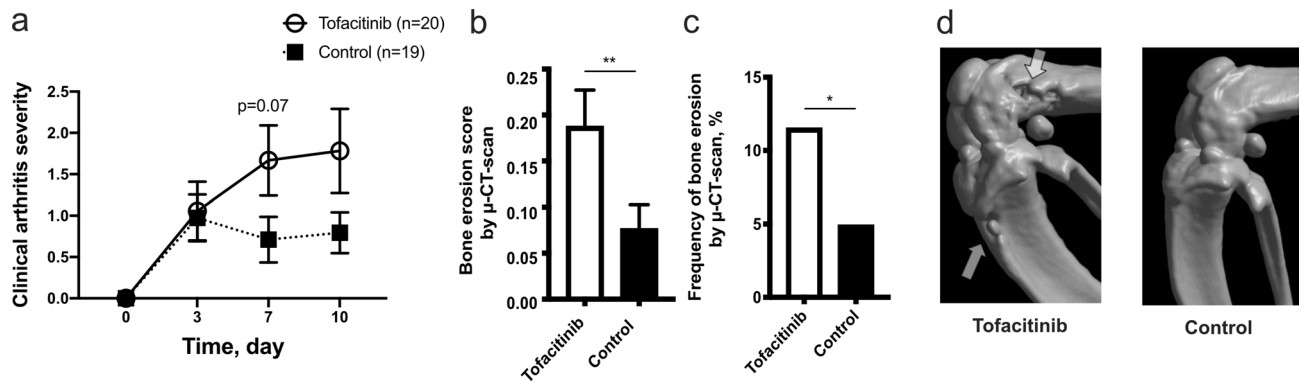 a
Tofacitinib (n=20)
Control (n=19)
Clinical arthritis severity
2.5
2.0
1.5
1.0
0.5
0.0
p=0.07
0 3 7 10
Time, day
b
Bone erosion score
by μ-CT-scan
0.25
0.20
0.15
0.10
0.05
0.00
**
Tofacitinib
Control
c
Frequency of bone erosion
by μ-CT-scan, %
15
10
5
0
*
Tofacitinib
Control
d
Tofacitinib
Control